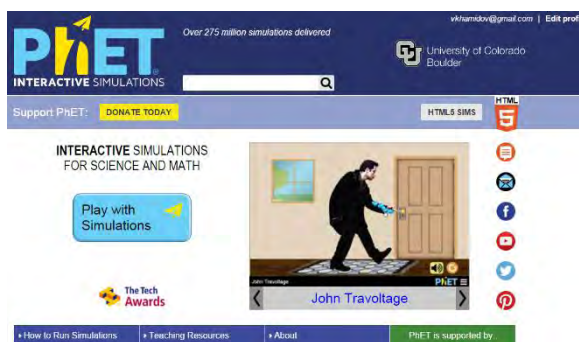 vkhamidov@gmail.com | Edit prof
Over 275 million simulations delivered
PhET
INTERACTIVE SIMULATIONS
University of Colorado
Boulder
Support PhET:
DONATE TODAY
HTML5 SIMS
HTML
5
INTERACTIVE SIMULATIONS
FOR SCIENCE AND MATH
Play with
Simulations
The Tech
Awards
John Travoltage
PhET
John Travoltage
How to Run Simulations
Teaching Resources
About
PhET is supported by